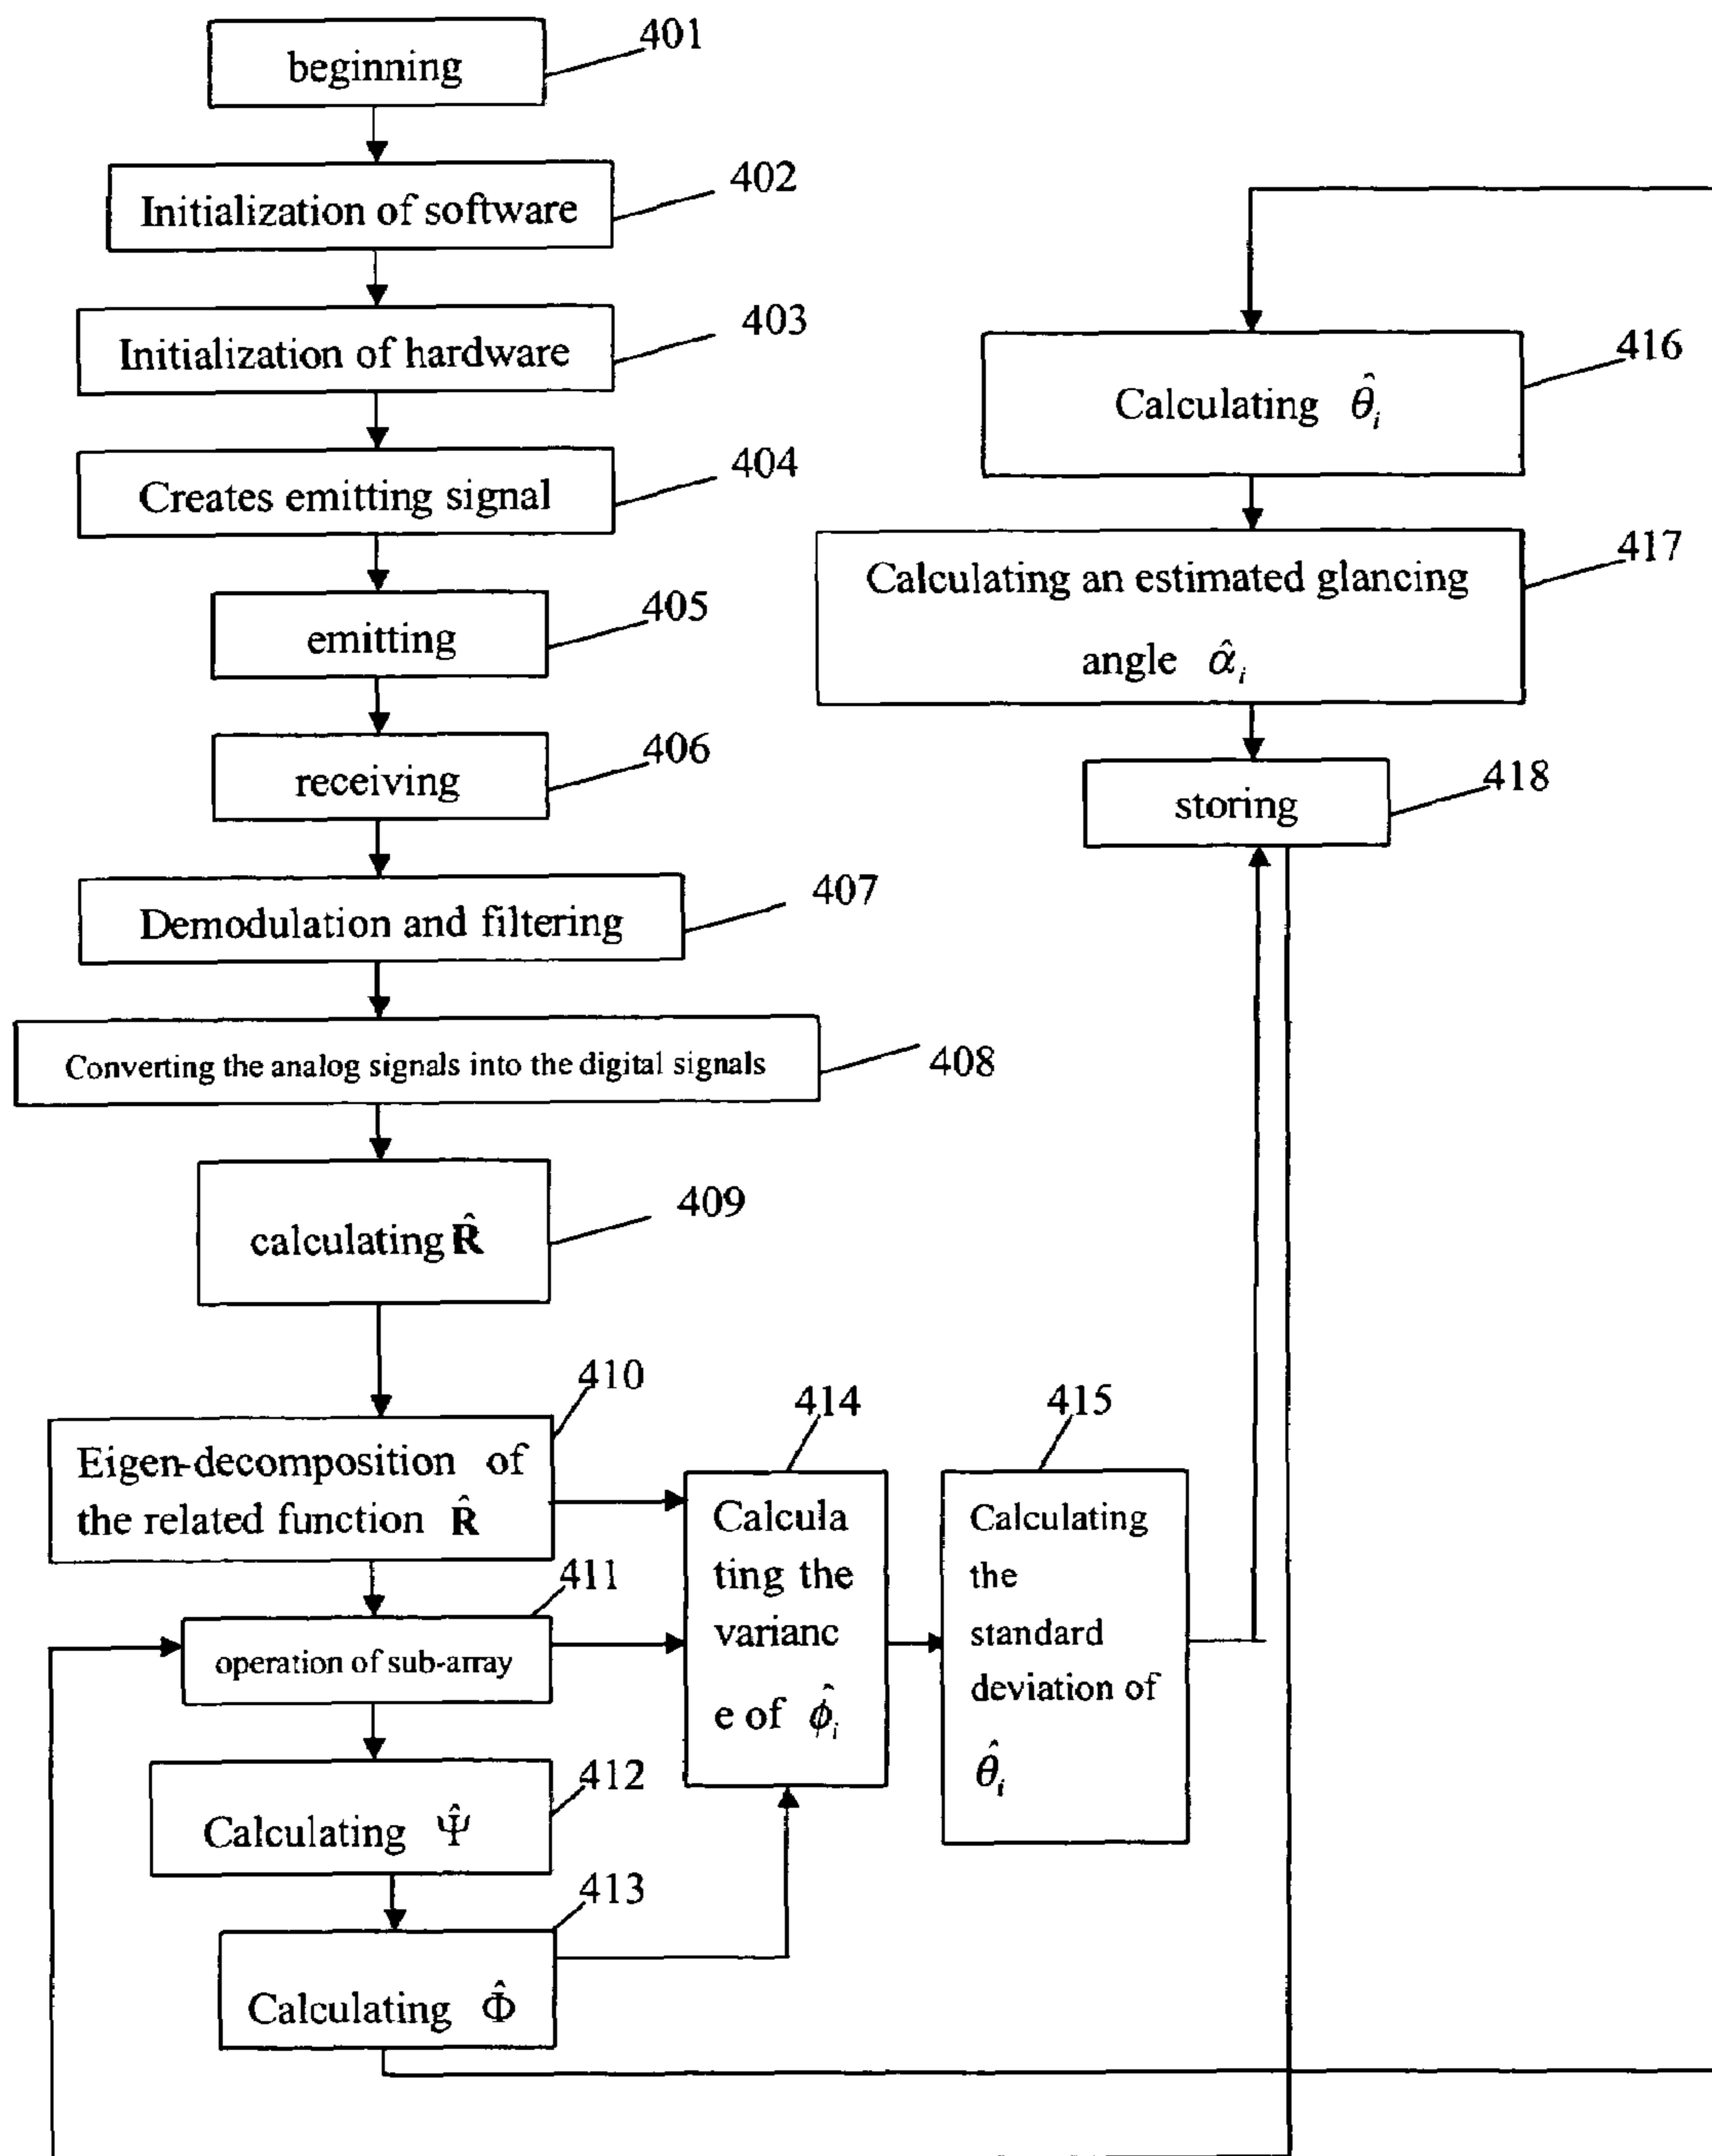 beginning
401
Initialization of software
402
Initialization of hardware
403
Creates emitting signal
404
emitting
405
receiving
406
Demodulation and filtering
407
Converting the analog signals into the digital signals
408
calculating R̂
409
Eigen-decomposition of
the related function R̂
410
operation of sub-array
411
Calculating Ψ̂
412
Calculating Φ̂
413
Calcula
ting the
varianc
e of φ̂ᵢ
414
Calculating
the
standard
deviation of
θ̂ᵢ
415
Calculating θ̂ᵢ
416
Calculating an estimated glancing
angle α̂ᵢ
417
storing
418